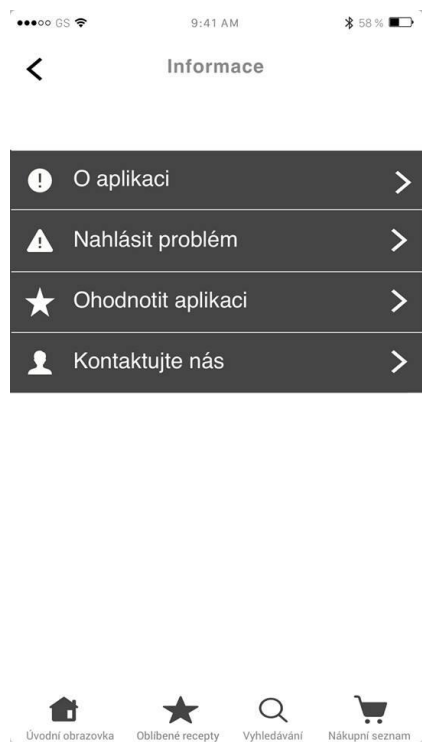 GS 9:41 AM 58 %
Informace
O aplikaci
Nahlásit problém
Ohodnotit aplikaci
Kontaktujte nás
Úvodní obrazovka Oblíbené recepty Vyhledávání Nákupní seznam